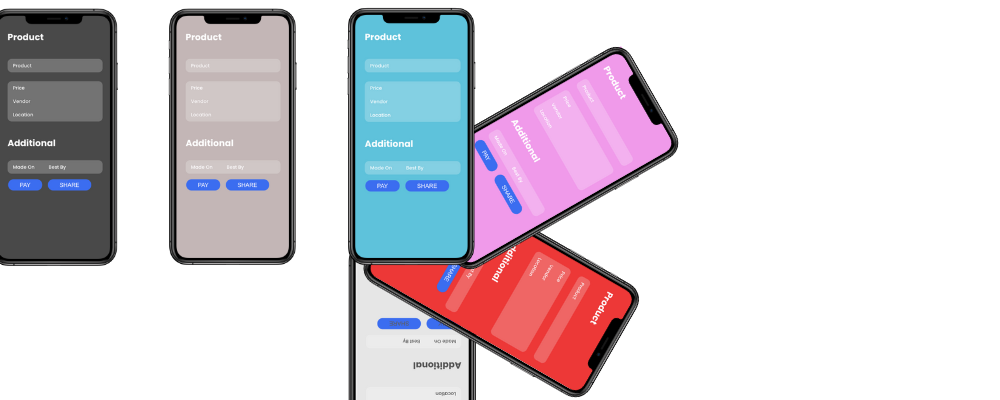 Product
Product
Price
Vendor
Location
Additional
Made On Best By
PAY SHARE
Product
Product
Price
Vendor
Location
Additional
Made On Best By
PAY SHARE
Product
Product
Price
Vendor
Location
Additional
Made On Best By
PAY SHARE
Product
Product
Price
Vendor
Location
Additional
Made On Best By
PAY SHARE
Product
Product
Price
Vendor
Location
Additional
By
SHARE
Location
Additional
Made On Best By